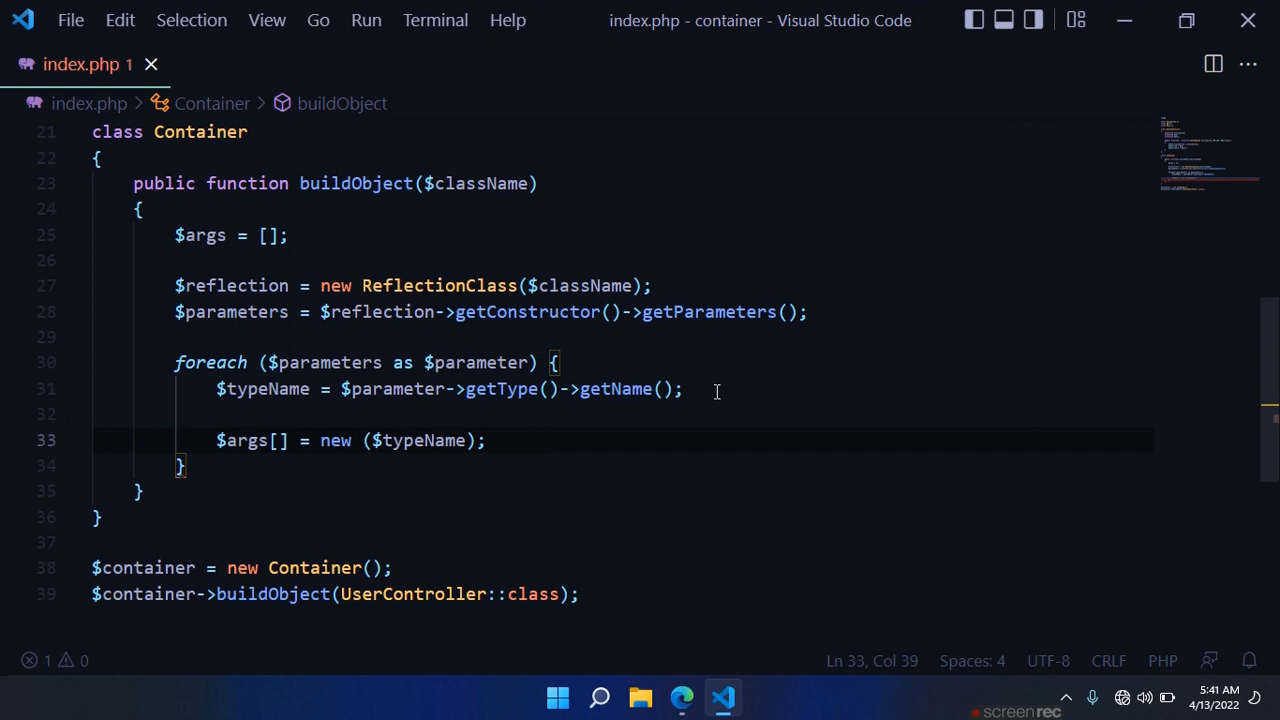 File Edit Selection View Go Run Terminal Help index.php - container - Visual Studio Code
index.php 1
index.php > Container > buildObject
21 class Container
22 {
23 public function buildObject($className)
24 {
25 $args = [];
26
27 $reflection = new ReflectionClass($className);
28 $parameters = $reflection->getConstructor()->getParameters();
29
30 foreach ($parameters as $parameter) {
31 $typeName = $parameter->getType()->getName();
32
33 $args[] = new ($typeName);
34 }
35 }
36 }
37
38 $container = new Container();
39 $container->buildObject(UserController::class);
1 0 Ln 33, Col 39 Spaces: 4 UTF-8 CRLF PHP
5:41 AM
4/13/2022
screenrec